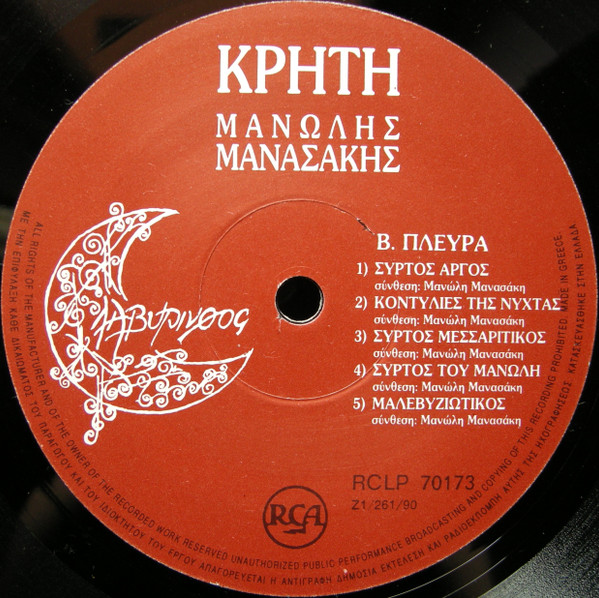 ΚΡΗΤΗ
ΜΑΝΩΛΗΣ
ΜΑΝΑΣΑΚΗΣ
λΑΒυριΝθος
Β. ΠΛΕΥΡΑ
1) ΣΥΡΤΟΣ ΑΡΓΟΣ
σύνθεση: Μανώλη Μανασάκη
2) ΚΟΝΤΥΛΙΕΣ ΤΗΣ ΝΥΧΤΑΣ
σύνθεση: Μανώλη Μανασάκη
3) ΣΥΡΤΟΣ ΜΕΣΣΑΡΙΤΙΚΟΣ
σύνθεση: Μανώλη Μανασάκη
4) ΣΥΡΤΟΣ ΤΟΥ ΜΑΝΩΛΗ
σύνθεση: Μανώλη Μανασάκη
5) ΜΑΛΕΒΥΖΙΩΤΙΚΟΣ
σύνθεση: Μανώλη Μανασάκη
RCLP 70173
Z1/261/90
RCA
ALL RIGHTS OF THE MANUFACTURER AND OF THE OWNER OF THE RECORDED WORK RESERVED UNAUTHORIZED PUBLIC PERFORMANCE BROADCASTING AND COPYING OF THIS RECORDING PROHIBITED. MADE IN GREECE.
ΜΕ ΤΗΝ ΕΠΙΦΥΛΑΞΗ ΚΑΘΕ ΔΙΚΑΙΩΜΑΤΟΣ ΤΟΥ ΠΑΡΑΓΩΓΟΥ ΚΑΙ ΤΟΥ ΙΔΙΟΚΤΗΤΟΥ ΤΟΥ ΕΡΓΟΥ ΑΠΑΓΟΡΕΥΕΤΑΙ Η ΑΝΤΙΓΡΑΦΗ ΔΗΜΟΣΙΑ ΕΚΤΕΛΕΣΗ ΚΑΙ ΡΑΔΙΟΕΚΠΟΜΠΗ ΑΥΤΗΣ ΤΗΣ ΗΧΟΓΡΑΦΗΣΕΩΣ. ΚΑΤΑΣΚΕΥΑΣΘΗΚΕ ΣΤΗΝ ΕΛΛΑΔΑ